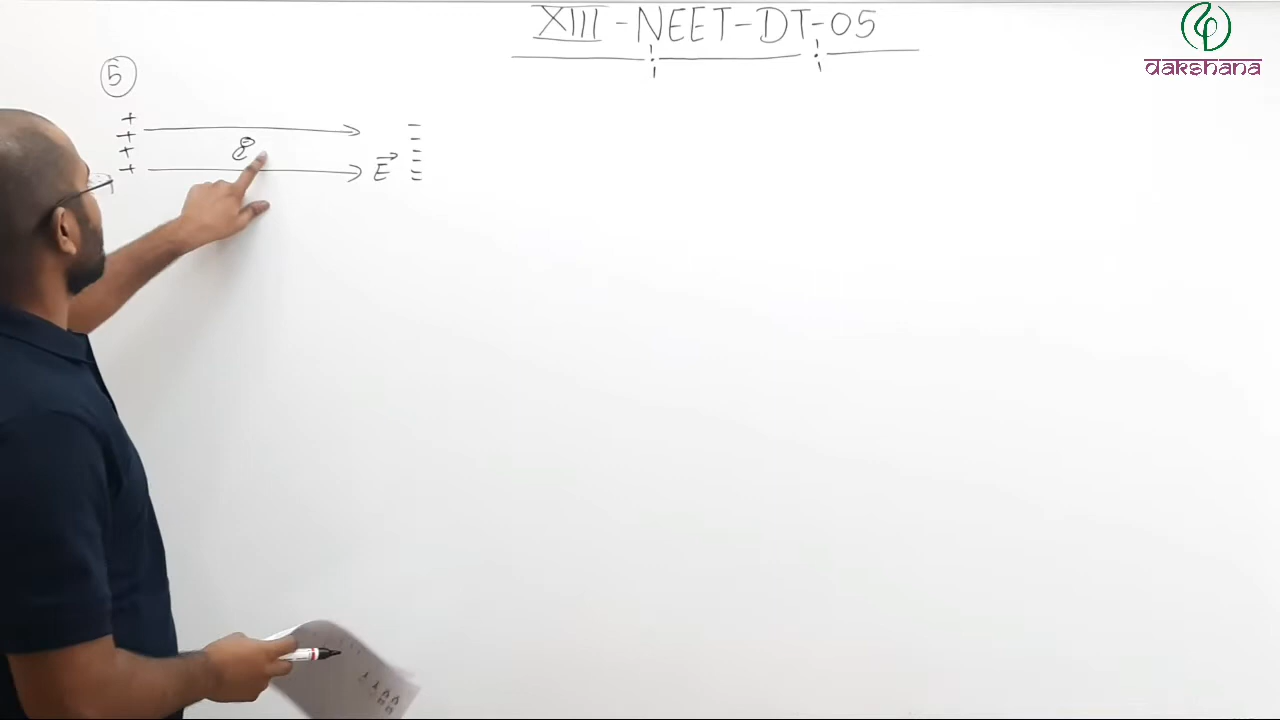 XIII - NEET - DT - 05
dakshana
5
+
+
+
+
e⊖
E⃗